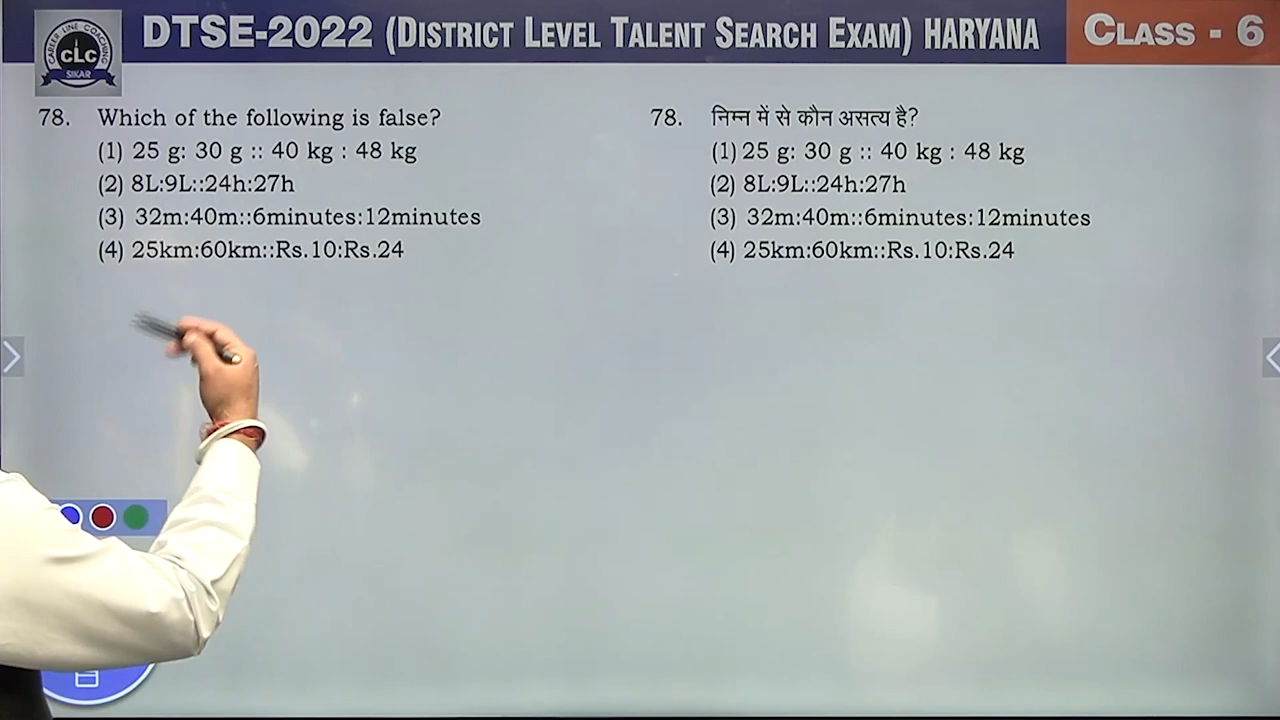 CAREER LINE COACHING
CLC
SIKAR
DTSE-2022 (DISTRICT LEVEL TALENT SEARCH EXAM) HARYANA
CLASS - 6
78. Which of the following is false?
(1) 25 g: 30 g :: 40 kg : 48 kg
(2) 8L:9L::24h:27h
(3) 32m:40m::6minutes:12minutes
(4) 25km:60km::Rs.10:Rs.24
78. निम्न में से कौन असत्य है?
(1) 25 g: 30 g :: 40 kg : 48 kg
(2) 8L:9L::24h:27h
(3) 32m:40m::6minutes:12minutes
(4) 25km:60km::Rs.10:Rs.24